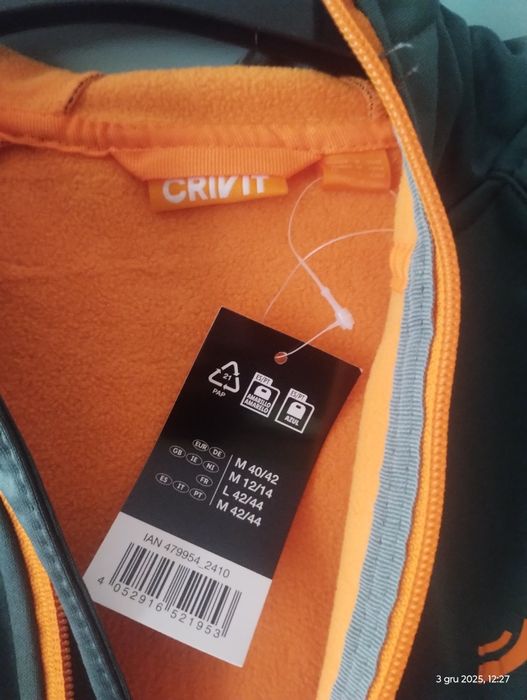 CRIVIT
21
PAP
ES/PT
AMARILLO
AMARELO
ES/PT
AZUL
EUR DE M 40/42
GB IE NI M 12/14
FR L 42/44
ES IT PT M 42/44
IAN 479954_2410
4 052916 521953
3 gru 2025, 12:27